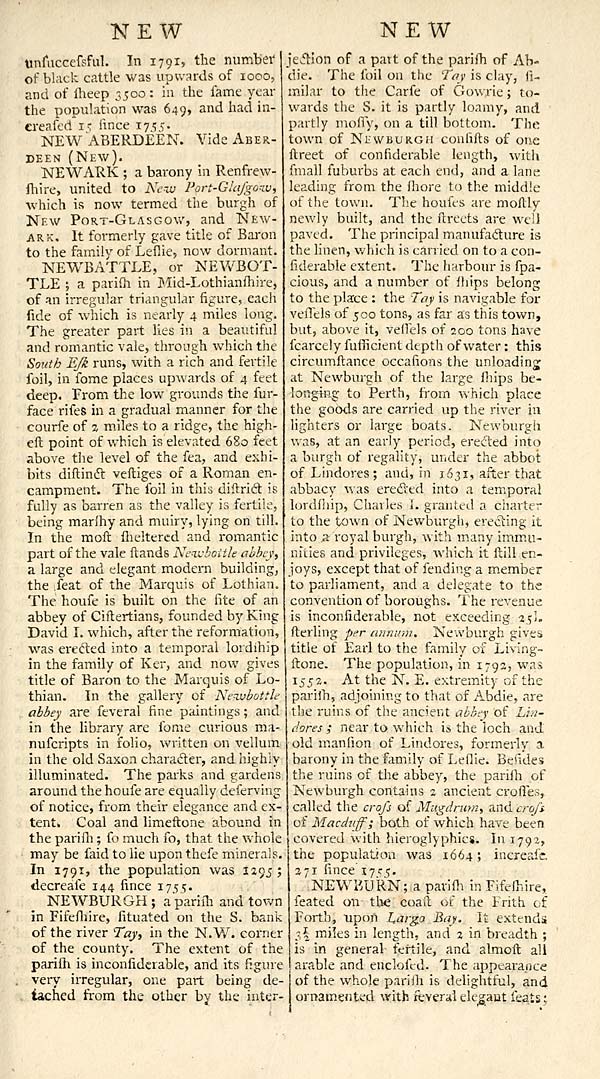 NEW
unſucceſsful. In 1791, the number
of black cattle was upwards of 1000,
and of ſheep 3500: in the ſame year
the population was 649, and had in-
creaſed 15 ſince 1755.
NEW ABERDEEN. Vide ABER-
DEEN (NEW).
NEWARK; a barony in Renfrew-
ſhire, united to New Port-Glaſgow,
which is now termed the burgh of
NEW PORT-GLASGOW, and NEW-
ARK. It formerly gave title of Baron
to the family of Leſlie, now dormant.
NEWBATTLE, or NEWBOT-
TLE; a pariſh in Mid-Lothianſhire,
of an irregular triangular figure, each
ſide of which is nearly 4 miles long.
The greater part lies in a beautiful
and romantic vale, through which the
South Eſk runs, with a rich and fertile
ſoil, in ſome places upwards of 4 feet
deep. From the low grounds the ſur-
face riſes in a gradual manner for the
courſe of 2 miles to a ridge, the high-
eſt point of which is elevated 680 feet
above the level of the ſea, and exhi-
bits diſtinct veſtiges of a Roman en-
campment. The ſoil in this diſtrict is
fully as barren as the valley is fertile,
being marſhy and muiry, lying on till.
In the moſt ſheltered and romantic
part of the vale ſtands Newbottle abbey,
a large and elegant modern building,
the ſeat of the Marquis of Lothian.
The houſe is built on the ſite of an
abbey of Ciſtertians, founded by King
David I. which, after the reformation,
was erected into a temporal lordſhip
in the family of Ker, and now gives
title of Baron to the Marquis of Lo-
thian. In the gallery of Newbottle
abbey are ſeveral fine paintings; and
in the library are ſome curious ma-
nuſcripts in folio, written on vellum
in the old Saxon character, and highly
illuminated. The parks and gardens
around the houſe are equally deſerving
of notice, from their elegance and ex-
tent. Coal and limeſtone abound in
the pariſh; ſo much ſo, that the whole
may be ſaid to lie upon theſe minerals.
In 1791, the population was 1295;
decreaſe 144 ſince 1755.
NEWBURGH; a pariſh and town
in Fifeſhire, ſituated on the S. bank
of the river Tay, in the N.W. corner
of the county. The extent of the
pariſh is inconſiderable, and its figure
very irregular, one part being de-
tached from the other by the inter-
NEW
jection of a part of the pariſh of Ab-
die. The ſoil on the Tay is clay, ſi-
milar to the Carſe of Gowrie; to-
wards the S. it is partly loamy, and
partly moſſy, on a till bottom. The
town of NEWBURGH conſiſts of one
ſtreet of conſiderable length, with
ſmall ſuburbs at each end, and a lane
leading from the ſhore to the middle
of the town. The houſes are moſtly
newly built, and the ſtreets are well
paved. The principal manufacture is
the linen, which is carried on to a con-
ſiderable extent. The harbour is ſpa-
cious, and a number of ſhips belong
to the place: the Tay is navigable for
veſſels of 500 tons, as far as this town,
but, above it, veſſels of 200 tons have
ſcarcely ſufficient depth of water: this
circumſtance occaſions the unloading
at Newburgh of the large ſhips be-
longing to Perth, from which place
the goods are carried up the river in
lighters or large boats. Newburgh
was, at an early period, erected into
a burgh of regality, under the abbot
of Lindores; and, in 1631, after that
abbacy was erected into a temporal
lordſhip, Charles I. granted a charter
to the town of Newburgh, erecting it
into a royal burgh, with many immu-
nities and privileges, which it ſtill en-
joys, except that of ſending a member
to parliament, and a delegate to the
convention of boroughs. The revenue
is inconſiderable, not exceeding 25l.
ſterling per annum. Newburgh gives
title of Earl to the family of Living-
ſtone. The population, in 1792, was
1552. At the N. E. extremity of the
pariſh, adjoining to that of Abdie, are
the ruins of the ancient abbey of Lin-
dores; near to which is the loch and
old manſion of Lindores, formerly a
barony in the family of Leſlie. Beſides
the ruins of the abbey, the pariſh of
Newburgh contains 2 ancient croſſes,
called the croſs of Mugdrum, and croſs
of Macduff; both of which have been
covered with hieroglyphics. In 1792,
the population was 1664; increaſe
271 ſince 1755.
NEWBURN; a pariſh in Fifeſhire,
ſeated on the coaſt of the Frith of
Forth, upon Largo Bay. It extends
3½ miles in length, and 2 in breadth;
is in general fertile, and almoſt all
arable and encloſed. The appearance
of the whole pariſh is delightful, and
ornamented with ſeveral elegant ſeats;